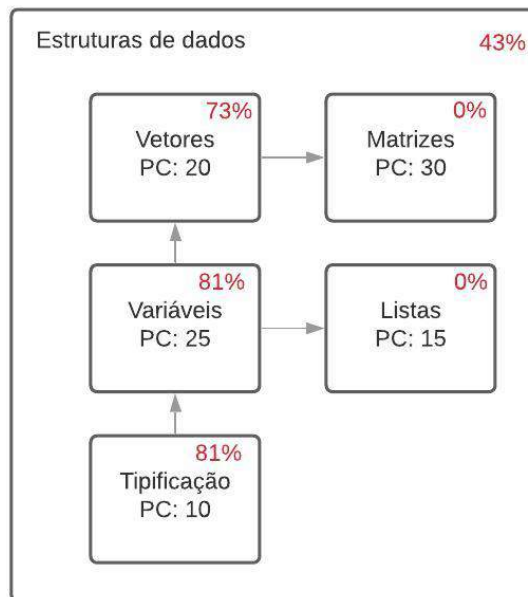 Estruturas de dados 43%
73%
Vetores
PC: 20
0%
Matrizes
PC: 30
81%
Variáveis
PC: 25
0%
Listas
PC: 15
81%
Tipificação
PC: 10